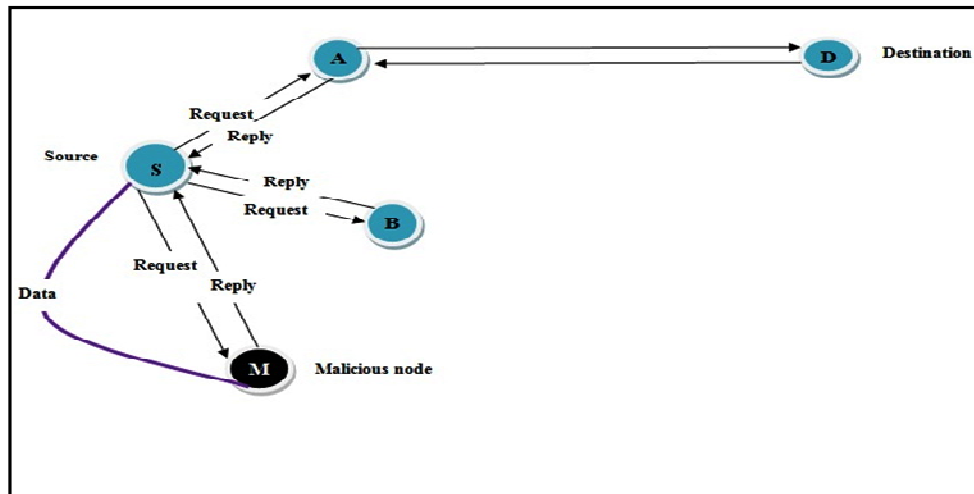 A
D
Destination
Request
Reply
Source
S
Reply
Request
B
Request
Reply
Data
M
Malicious node